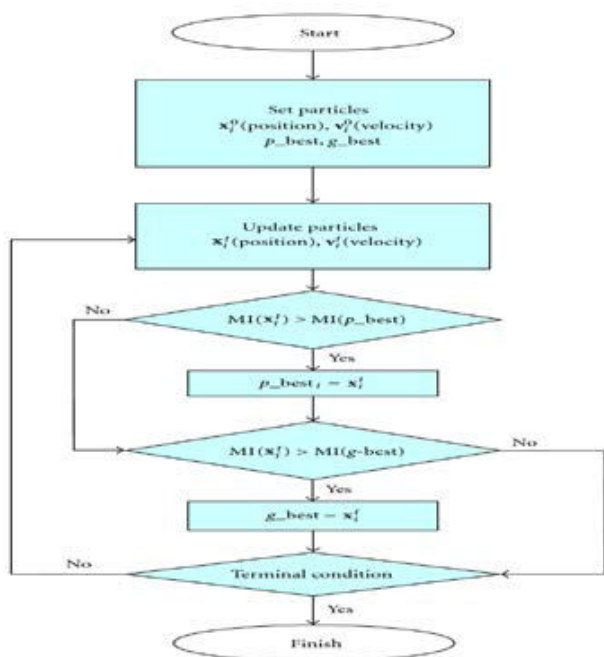 Start
Set particles
x_i^0(position), v_i^0(velocity)
p_best, g_best
Update particles
x_i^t(position), v_i^t(velocity)
No
MI(x_i^t) > MI(p_best)
Yes
p_best_i = x_i^t
MI(x_i^t) > MI(g-best)
No
Yes
g_best = x_i^t
No
Terminal condition
Yes
Finish